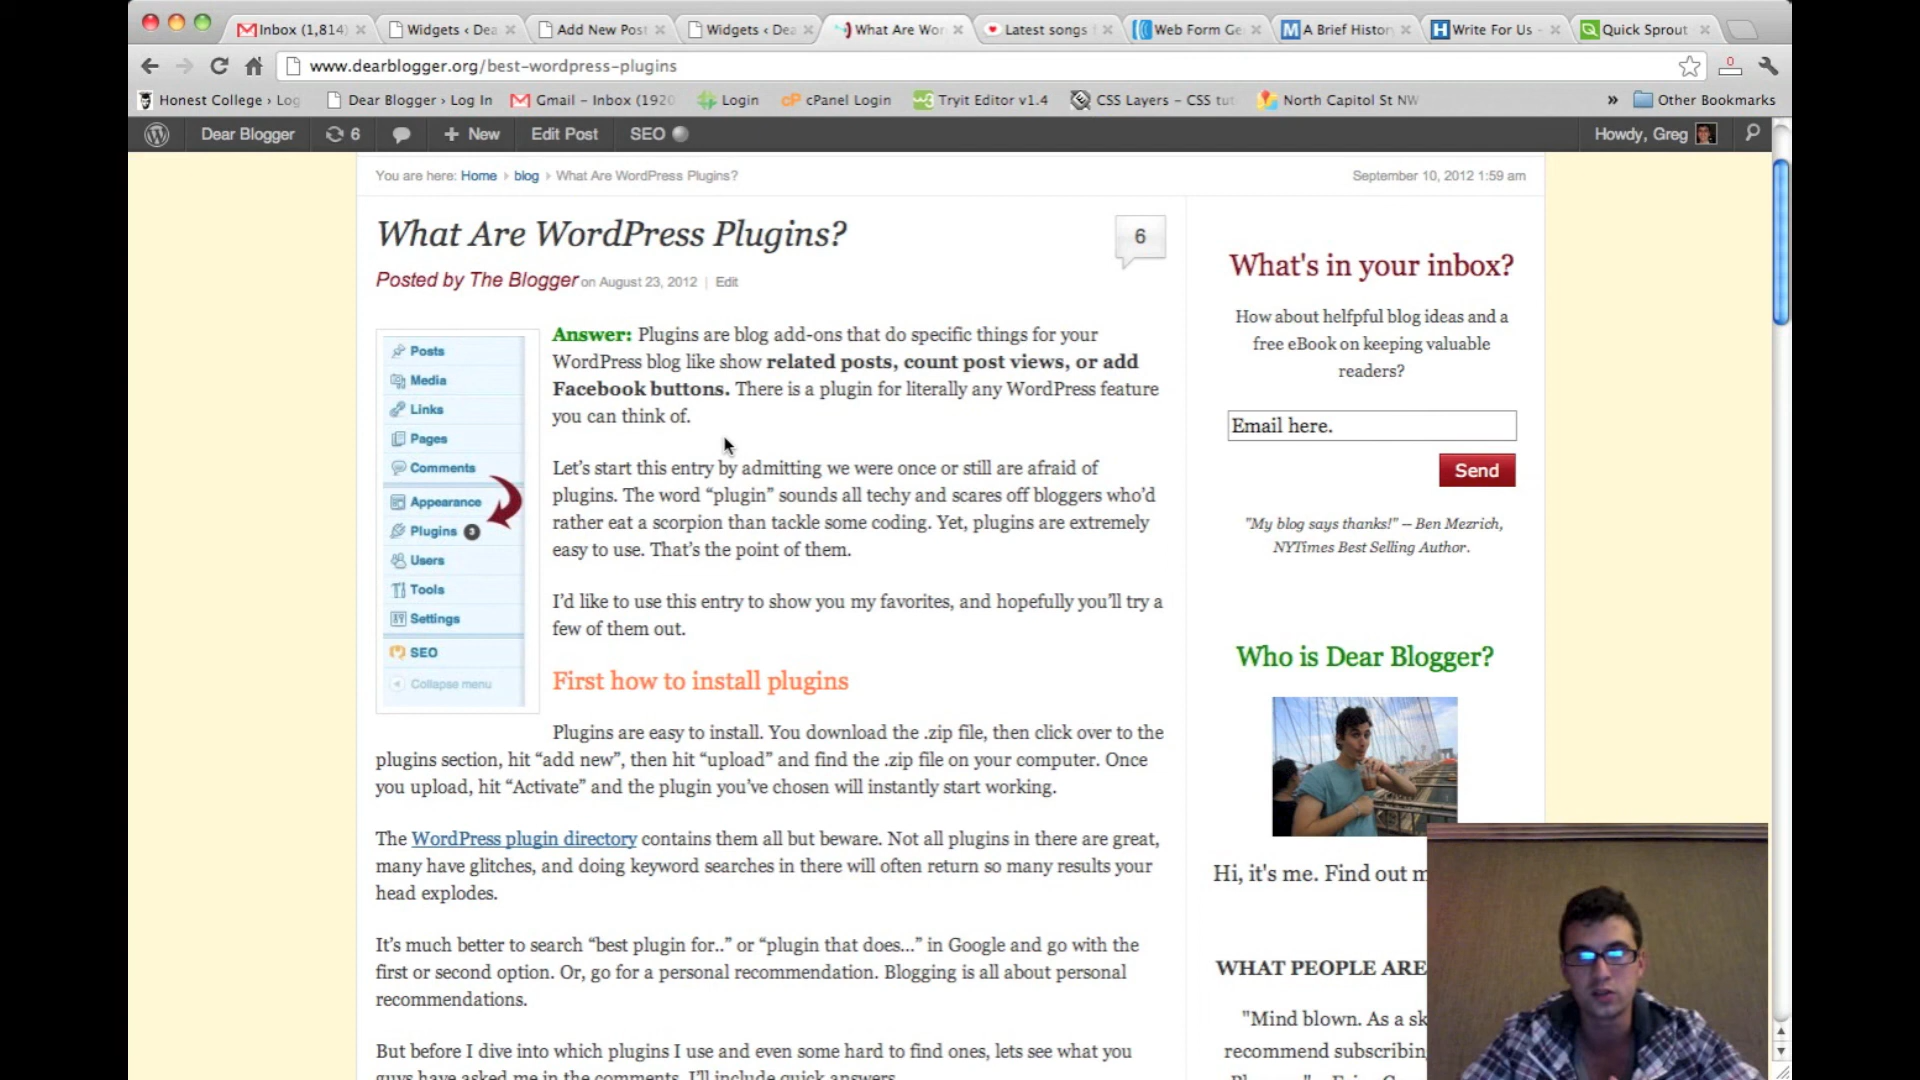 Inbox (1,814)
Widgets ‹ Dea
Add New Post
Widgets ‹ Dea
What Are Wor
Latest songs
Web Form Ge
A Brief Histor
Write For Us -
Quick Sprout
www.dearblogger.org/best-wordpress-plugins
0
Honest College › Log
Dear Blogger › Log In
Gmail - Inbox (1920
Login
cPanel Login
Tryit Editor v1.4
CSS Layers - CSS tut
North Capitol St NW
»
Other Bookmarks
Dear Blogger
6
+ New
Edit Post
SEO
Howdy, Greg
You are here: Home › blog › What Are WordPress Plugins?
September 10, 2012 1:59 am
What Are WordPress Plugins?
6
Posted by The Blogger on August 23, 2012 | Edit
Posts
Media
Links
Pages
Comments
Appearance
Plugins 3
Users
Tools
Settings
SEO
Collapse menu
Answer: Plugins are blog add-ons that do specific things for your
WordPress blog like show related posts, count post views, or add
Facebook buttons. There is a plugin for literally any WordPress feature
you can think of.
Let’s start this entry by admitting we were once or still are afraid of
plugins. The word “plugin” sounds all techy and scares off bloggers who’d
rather eat a scorpion than tackle some coding. Yet, plugins are extremely
easy to use. That’s the point of them.
I’d like to use this entry to show you my favorites, and hopefully you’ll try a
few of them out.
First how to install plugins
Plugins are easy to install. You download the .zip file, then click over to the
plugins section, hit “add new”, then hit “upload” and find the .zip file on your computer. Once
you upload, hit “Activate” and the plugin you’ve chosen will instantly start working.
The WordPress plugin directory contains them all but beware. Not all plugins in there are great,
many have glitches, and doing keyword searches in there will often return so many results your
head explodes.
It’s much better to search “best plugin for..” or “plugin that does...” in Google and go with the
first or second option. Or, go for a personal recommendation. Blogging is all about personal
recommendations.
But before I dive into which plugins I use and even some hard to find ones, lets see what you
guys have asked me in the comments. I’ll include quick answers.
What's in your inbox?
How about helfpful blog ideas and a
free eBook on keeping valuable
readers?
Email here.
Send
"My blog says thanks!" – Ben Mezrich,
NYTimes Best Selling Author.
Who is Dear Blogger?
Hi, it's me. Find out m
WHAT PEOPLE ARE
"Mind blown. As a sk
recommend subscribin